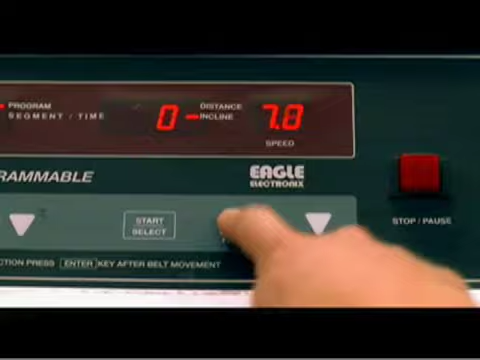 PROGRAM
SEGMENT / TIME
0
DISTANCE
INCLINE
7.8
SPEED
RAMMABLE
EAGLE
ELECTRONIX
START
SELECT
STOP / PAUSE
CTION PRESS ENTER KEY AFTER BELT MOVEMENT